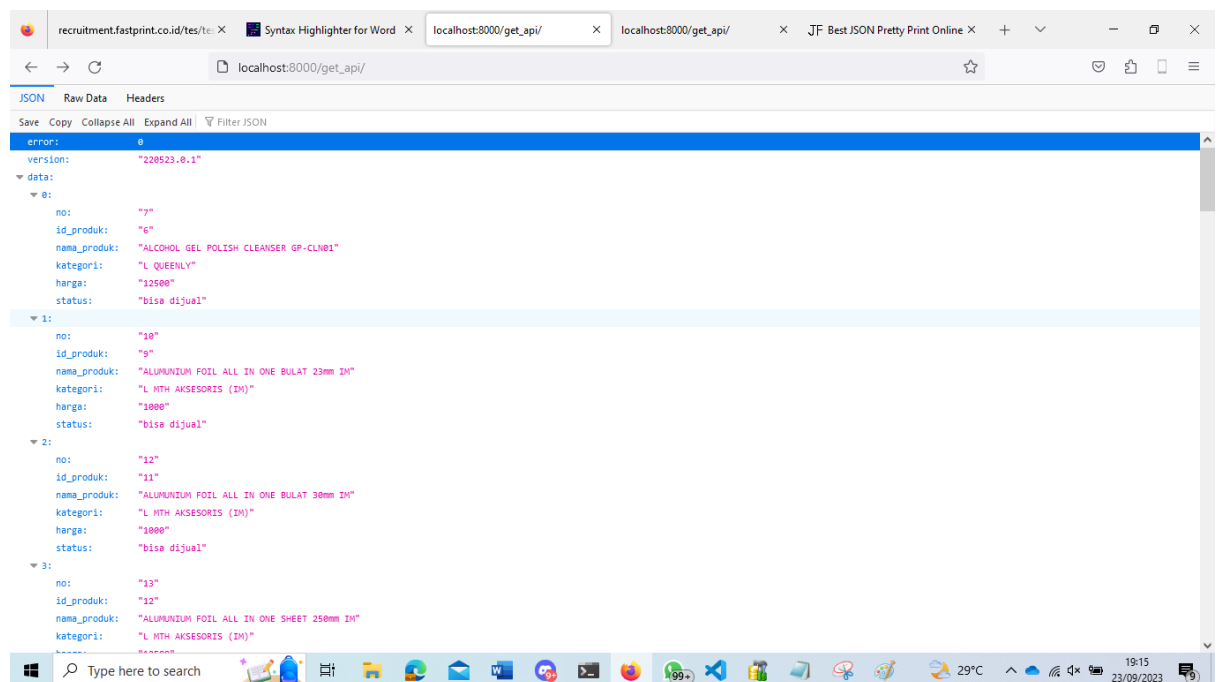 recruitment.fastprint.co.id/tes/tes
Syntax Highlighter for Word
localhost:8000/get_api/
localhost:8000/get_api/
JF Best JSON Pretty Print Online
localhost:8000/get_api/
JSON Raw Data Headers
Save Copy Collapse All Expand All Filter JSON
error: 0
version: "220523.0.1"
data:
0:
no: "7"
id_produk: "6"
nama_produk: "ALCOHOL GEL POLISH CLEANSER GP-CLN01"
kategori: "L QUEENLY"
harga: "12500"
status: "bisa dijual"
1:
no: "10"
id_produk: "9"
nama_produk: "ALUMUNIUM FOIL ALL IN ONE BULAT 23mm IM"
kategori: "L MTH AKSESORIS (IM)"
harga: "1000"
status: "bisa dijual"
2:
no: "12"
id_produk: "11"
nama_produk: "ALUMUNIUM FOIL ALL IN ONE BULAT 30mm IM"
kategori: "L MTH AKSESORIS (IM)"
harga: "1000"
status: "bisa dijual"
3:
no: "13"
id_produk: "12"
nama_produk: "ALUMUNIUM FOIL ALL IN ONE SHEET 250mm IM"
kategori: "L MTH AKSESORIS (IM)"
Type here to search
99+
29°C
19:15
23/09/2023